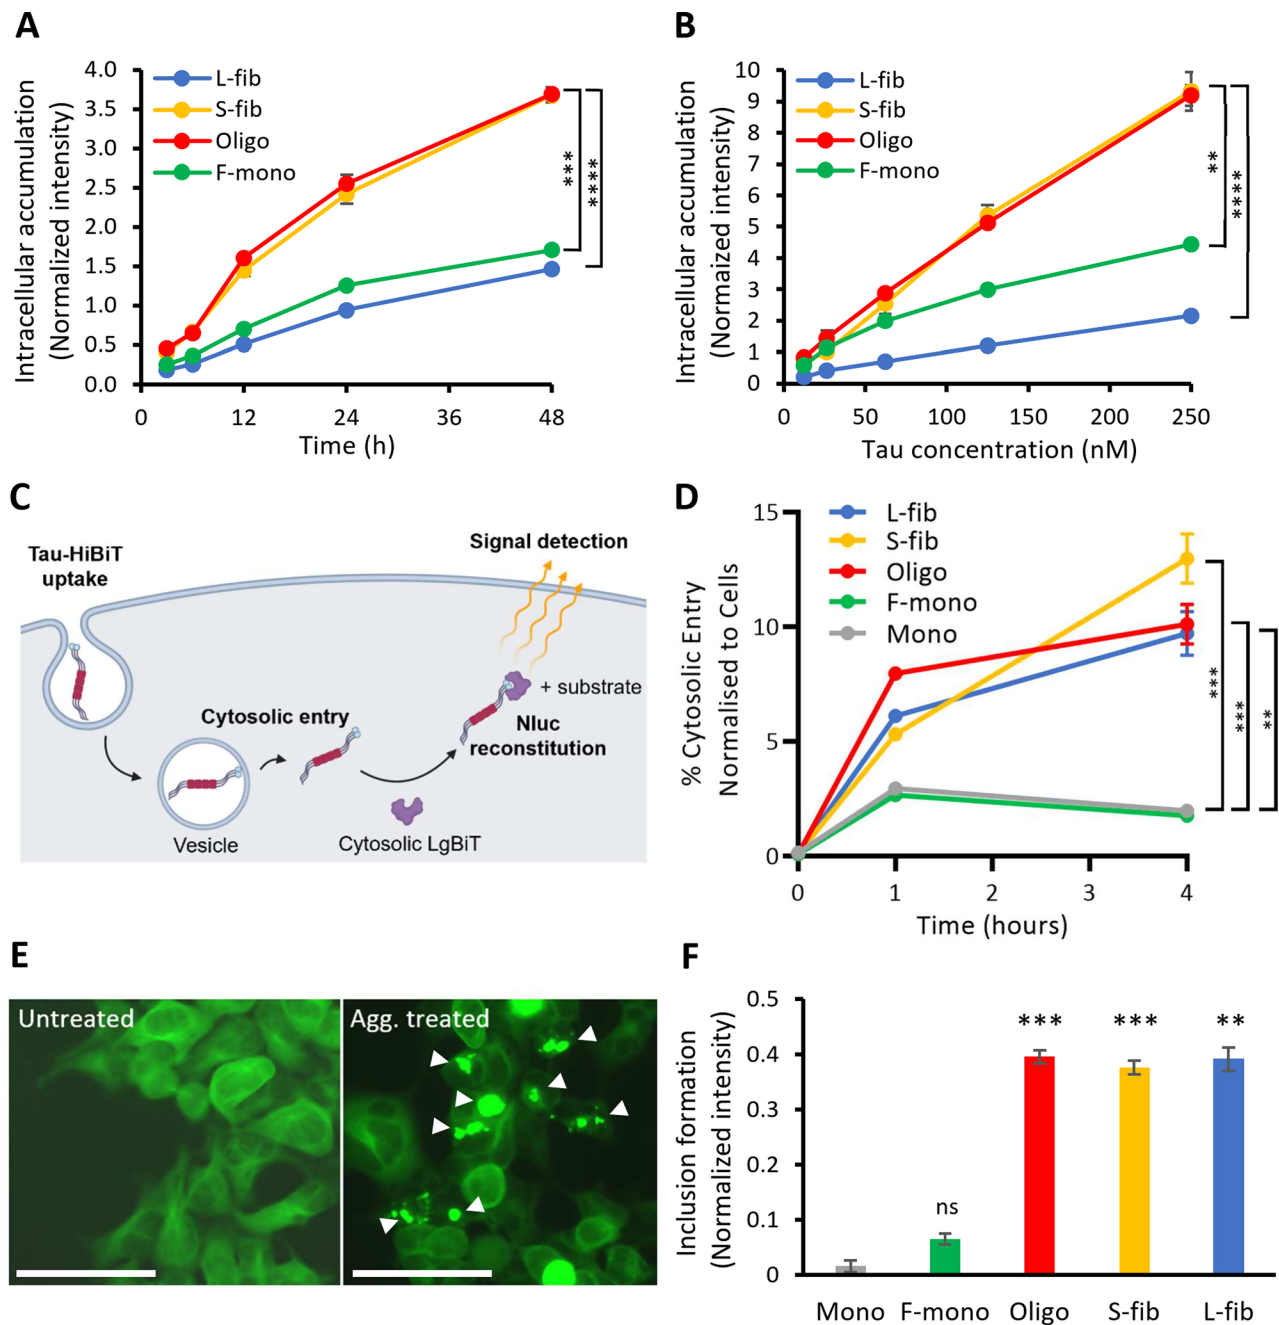 A
Intracellular accumulation
(Normalized intensity)
4.0
3.5
3.0
2.5
2.0
1.5
1.0
0.5
0.0
L-fib
S-fib
Oligo
F-mono
***
****
0
12
24
36
48
Time (h)
B
Intracellular accumulation
(Normaized intensity)
10
9
8
7
6
5
4
3
2
1
0
L-fib
S-fib
Oligo
F-mono
**
****
0
50
100
150
200
250
Tau concentration (nM)
C
Tau-HiBiT
uptake
Signal detection
+ substrate
Cytosolic entry
Nluc
reconstitution
Vesicle
Cytosolic LgBiT
D
% Cytosolic Entry
Normalised to Cells
15
10
5
0
L-fib
S-fib
Oligo
F-mono
Mono
***
***
**
0
1
2
3
4
Time (hours)
E
Untreated
Agg. treated
F
Inclusion formation
(Normalized intensity)
0.5
0.4
0.3
0.2
0.1
0
ns
***
***
**
Mono
F-mono
Oligo
S-fib
L-fib